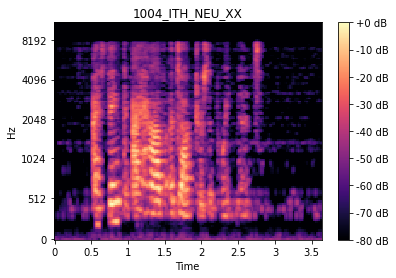 1004_ITH_NEU_XX
+0 dB
8192
-10 dB
4096
-20 dB
-30 dB
2048
Hz
-40 dB
1024
-50 dB
512
-60 dB
-70 dB
0
-80 dB
0 0.5 1 1.5 2 2.5 3 3.5
Time